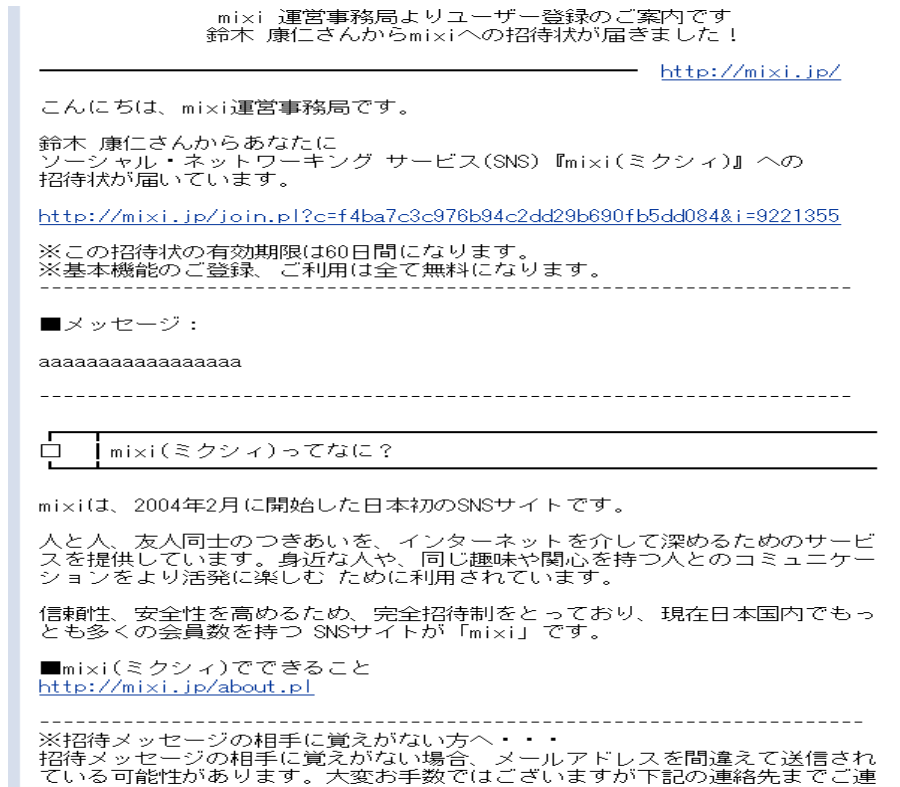 mixi 運営事務局よりユーザー登録のご案内です
鈴木 康仁さんからmixiへの招待状が届きました！
http://mixi.jp/
こんにちは、mixi運営事務局です。
鈴木 康仁さんからあなたに
ソーシャル・ネットワーキング サービス(SNS)『mixi(ミクシィ)』への
招待状が届いています。
http://mixi.jp/join.pl?c=f4ba7c3c976b94c2dd29b690fb5dd084&i=9221355
※この招待状の有効期限は60日間になります。
※基本機能のご登録、ご利用は全て無料になります。
■メッセージ：
aaaaaaaaaaaaaaaaa
□ mixi(ミクシィ)ってなに？
mixiは、2004年2月に開始した日本初のSNSサイトです。
人と人、友人同士のつきあいを、インターネットを介して深めるためのサービ
スを提供しています。身近な人や、同じ趣味や関心を持つ人とのコミュニケー
ションをより活発に楽しむ ために利用されています。
信頼性、安全性を高めるため、完全招待制をとっており、現在日本国内でもっ
とも多くの会員数を持つ SNSサイトが「mixi」です。
■mixi(ミクシィ)でできること
http://mixi.jp/about.pl
※招待メッセージの相手に覚えがない方へ・・・
招待メッセージの相手に覚えがない場合、メールアドレスを間違えて送信され
ている可能性があります。大変お手数ではございますが下記の連絡先までご連